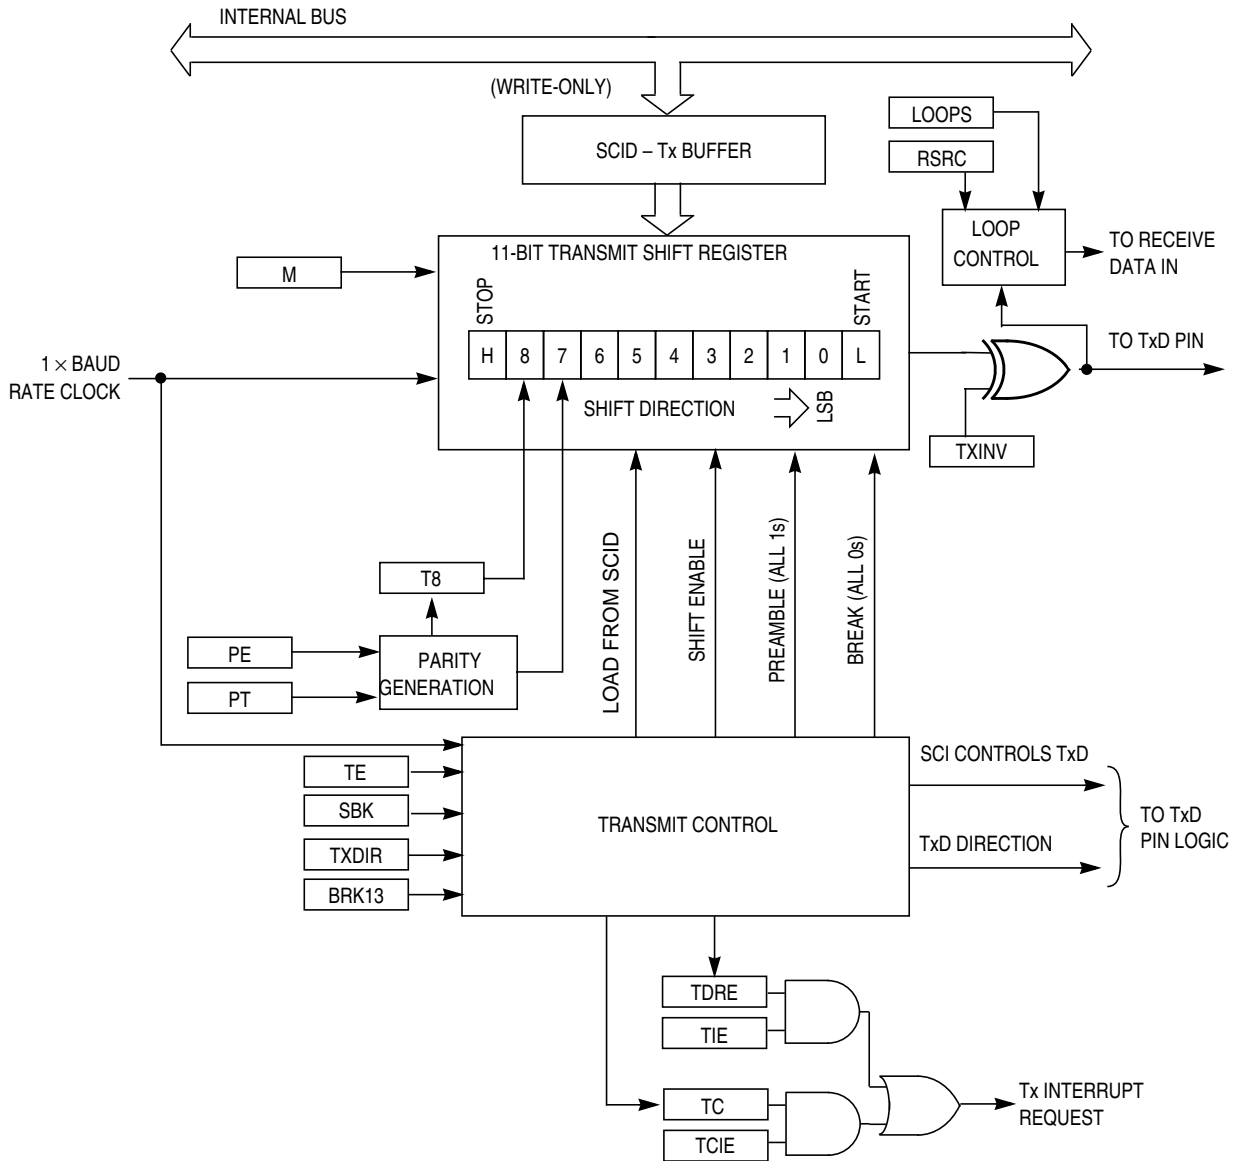 INTERNAL BUS
(WRITE-ONLY)
SCID – Tx BUFFER
LOOPS
RSRC
LOOP
CONTROL
TO RECEIVE
DATA IN
11-BIT TRANSMIT SHIFT REGISTER
M
STOP
START
H 8 7 6 5 4 3 2 1 0 L
1 × BAUD
RATE CLOCK
TO TxD PIN
SHIFT DIRECTION
LSB
TXINV
T8
PE
PT
PARITY
GENERATION
LOAD FROM SCID
SHIFT ENABLE
PREAMBLE (ALL 1s)
BREAK (ALL 0s)
TE
SBK
TXDIR
BRK13
TRANSMIT CONTROL
SCI CONTROLS TxD
TxD DIRECTION
TO TxD
PIN LOGIC
TDRE
TIE
TC
TCIE
Tx INTERRUPT
REQUEST